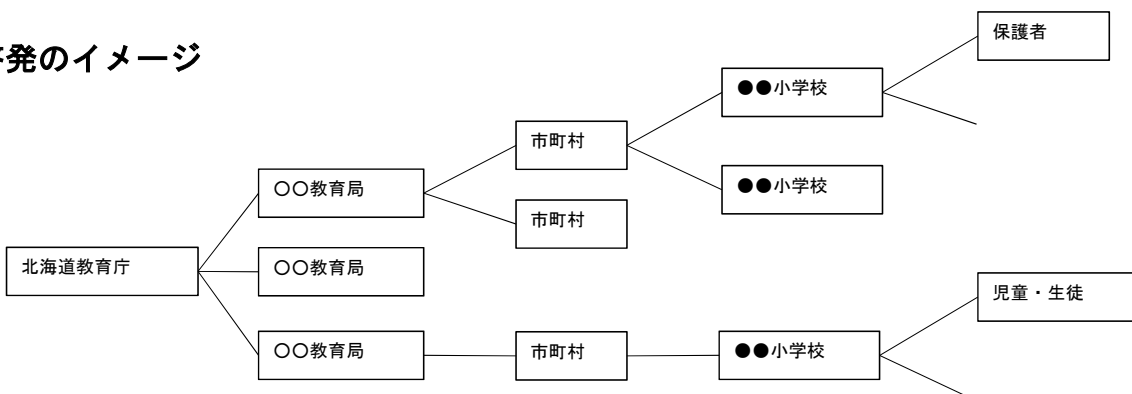 発のイメージ
保護者
●●小学校
市町村
●●小学校
〇〇教育局
市町村
北海道教育庁
〇〇教育局
児童・生徒
〇〇教育局
市町村
●●小学校